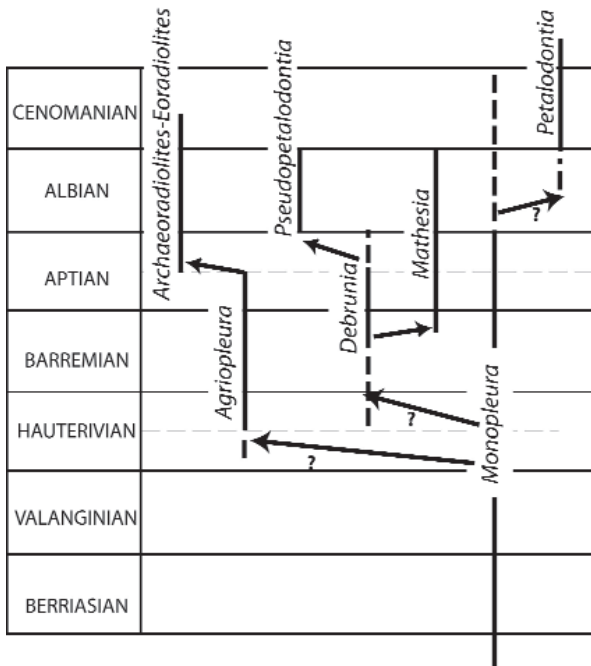 CENOMANIAN
ALBIAN
APTIAN
BARREMIAN
HAUTERIVIAN
VALANGINIAN
BERRIASIAN
Archaeoradiolites-Eoradiolites
Agriopleura
Pseudopetalodontia
Debrunia
Mathesia
Monopleura
Petalodontia
?
?
?